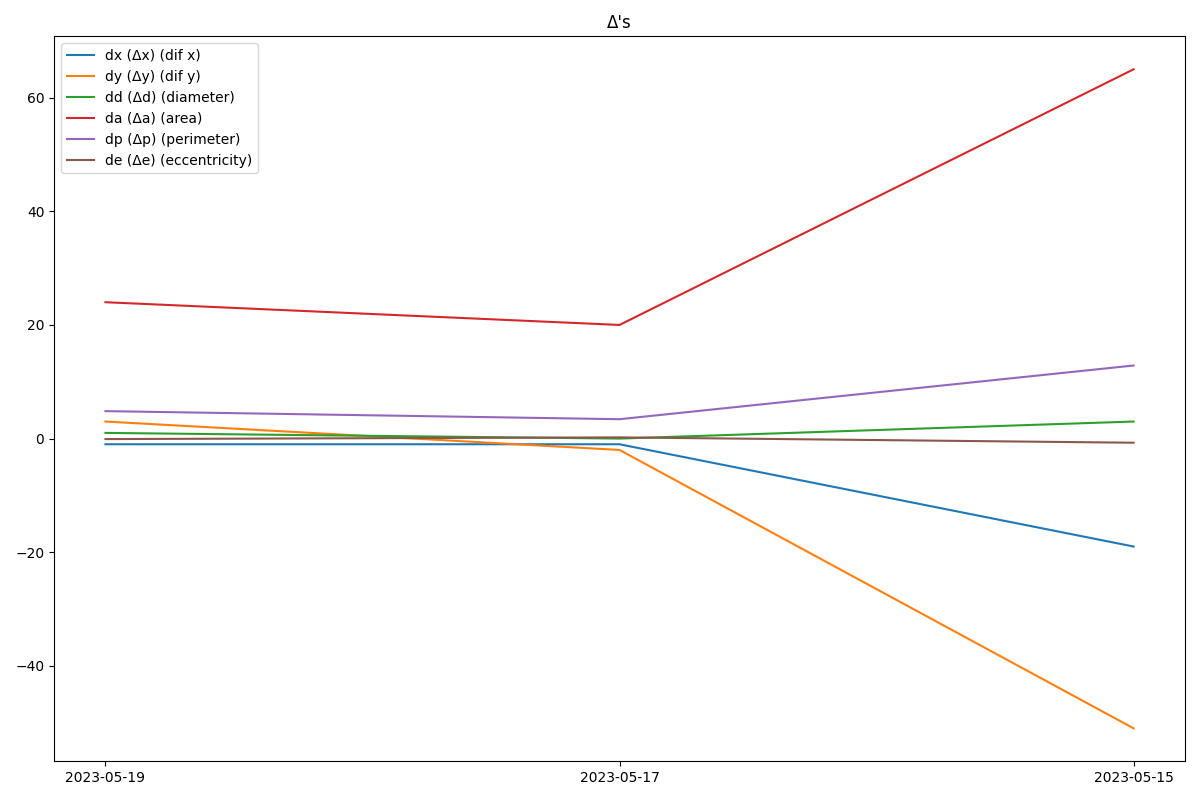 Δ's
dx (Δx) (dif x)
dy (Δy) (dif y)
dd (Δd) (diameter)
da (Δa) (area)
dp (Δp) (perimeter)
de (Δe) (eccentricity)
60
40
20
0
−20
−40
2023-05-19
2023-05-17
2023-05-15